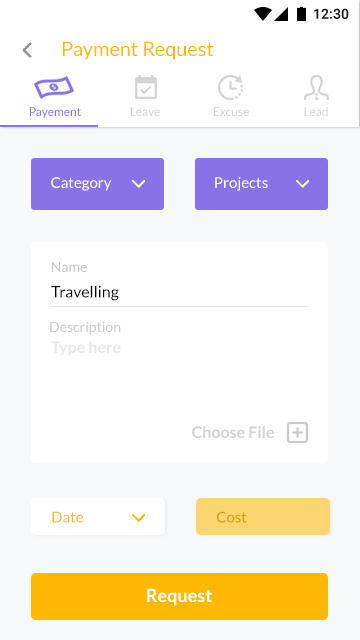 12:30
Payment Request
Payement Leave Excuse Lead
Category Projects
Name
Travelling
Description
Type here
Choose File
Date Cost
Request